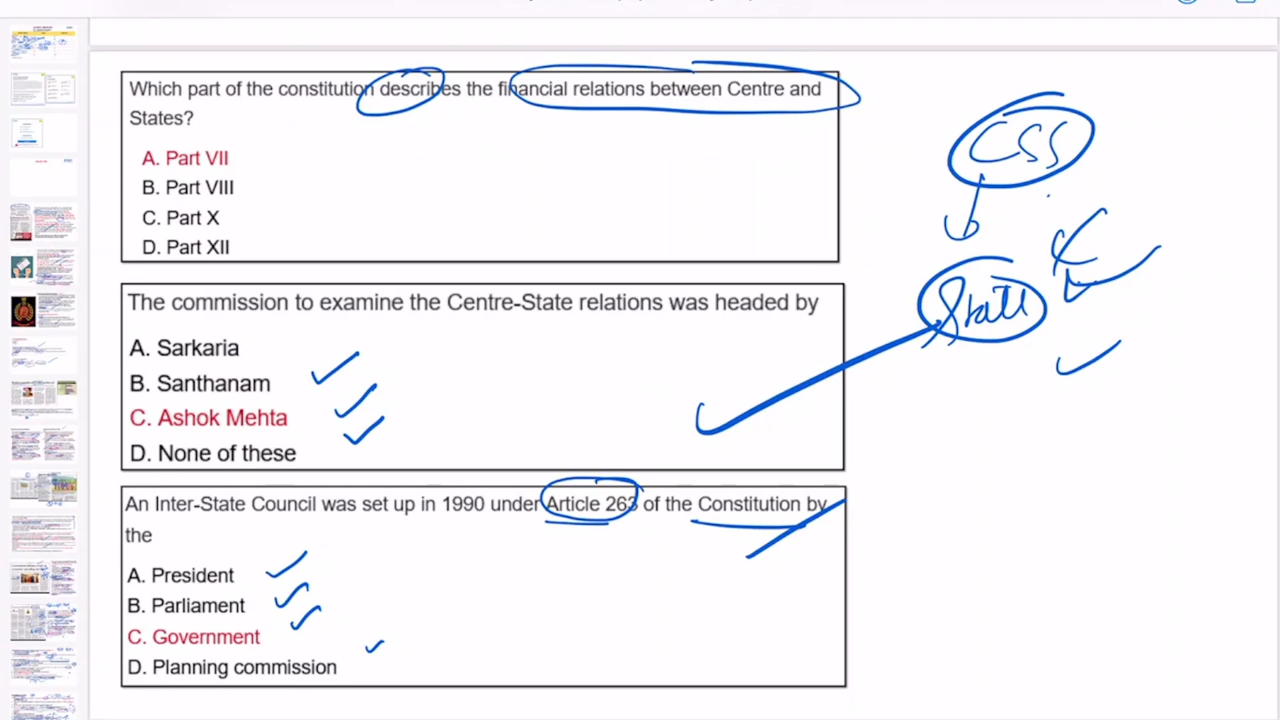 Which part of the constitution describes the financial relations between Centre and
States?
A. Part VII
B. Part VIII
C. Part X
D. Part XII
CSS
State
The commission to examine the Centre-State relations was headed by
A. Sarkaria
B. Santhanam
C. Ashok Mehta
D. None of these
An Inter-State Council was set up in 1990 under Article 263 of the Constitution by
the
A. President
B. Parliament
C. Government
D. Planning commission